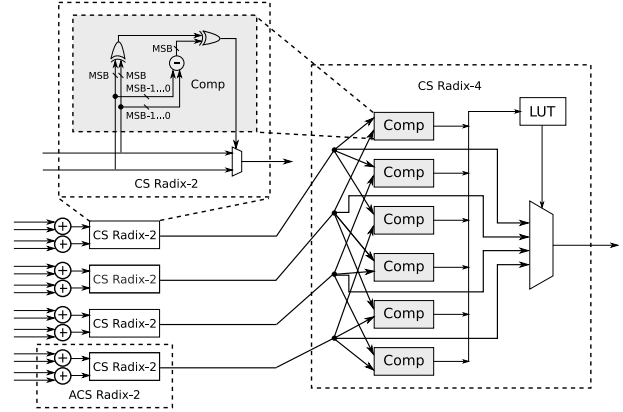 MSB
MSB MSB
MSB-1...0
Comp
MSB-1...0
CS Radix-2
CS Radix-4
LUT
Comp
Comp
Comp
Comp
Comp
Comp
CS Radix-2
CS Radix-2
CS Radix-2
CS Radix-2
ACS Radix-2